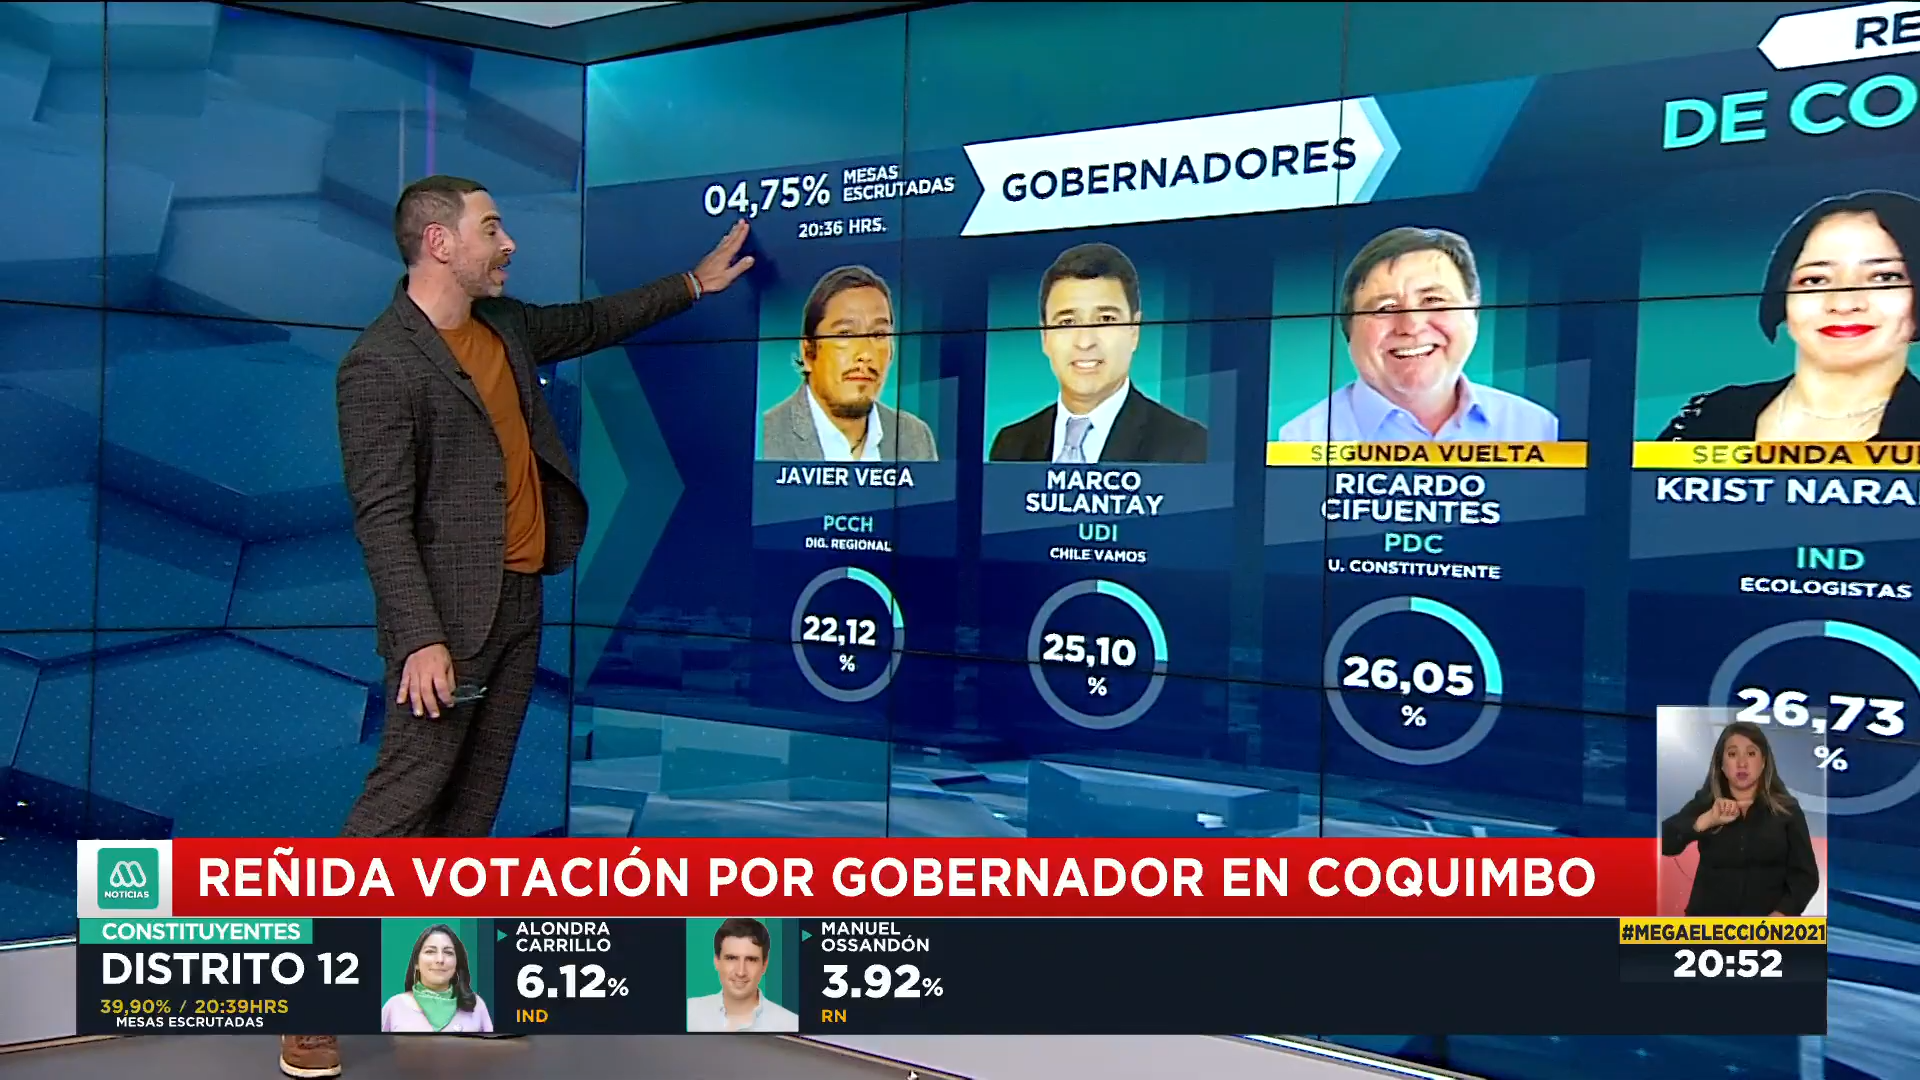 RE
DE CO
04,75%
MESAS
ESCRUTADAS
20:36 HRS.
GOBERNADORES
JAVIER VEGA
PCCH
DIG. REGIONAL
22,12
%
MARCO
SULANTAY
UDI
CHILE VAMOS
25,10
%
SEGUNDA VUELTA
RICARDO
CIFUENTES
PDC
U. CONSTITUYENTE
26,05
%
SEGUNDA VUE
KRIST NARA
IND
ECOLOGISTAS
26,73
%
NOTICIAS
REÑIDA VOTACIÓN POR GOBERNADOR EN COQUIMBO
CONSTITUYENTES
DISTRITO 12
39,90% / 20:39HRS
MESAS ESCRUTADAS
ALONDRA
CARRILLO
6.12%
IND
MANUEL
OSSANDÓN
3.92%
RN
#MEGAELECCIÓN2021
20:52